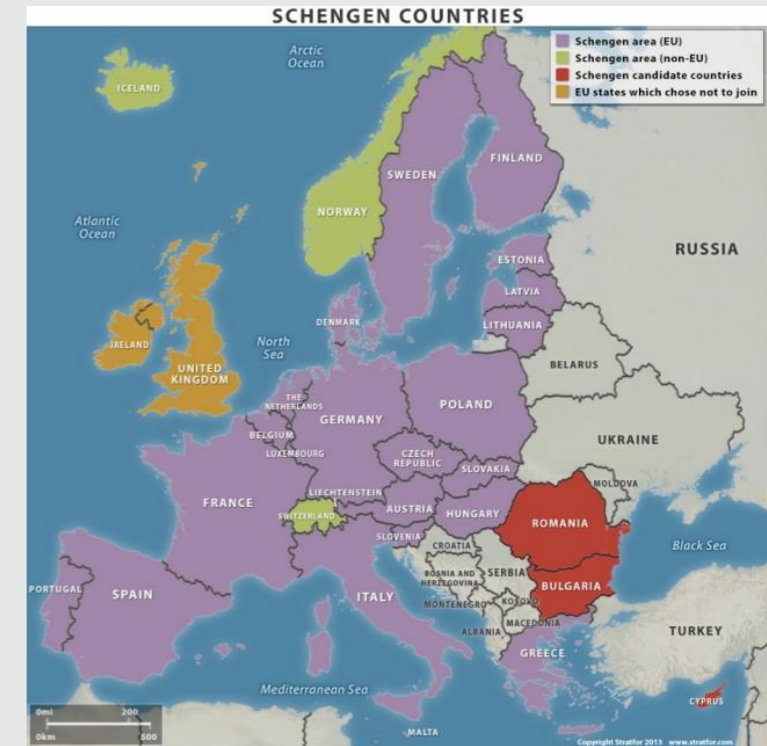 SCHENGEN COUNTRIES
Arctic
Ocean
Schengen area (EU)
Schengen area (non-EU)
Schengen candidate countries
EU states which chose not to join
ICELAND
FINLAND
SWEDEN
NORWAY
Atlantic
Ocean
RUSSIA
ESTONIA
LATVIA
DENMARK
LITHUANIA
North
Sea
IRELAND
UNITED
KINGDOM
BELARUS
THE
NETHERLANDS
POLAND
GERMANY
BELGIUM
UKRAINE
LUXEMBOURG
CZECH
REPUBLIC
SLOVAKIA
MOLDOVA
LIECHTENSTEIN
FRANCE
AUSTRIA
HUNGARY
SWITZERLAND
ROMANIA
SLOVENIA
Black Sea
CROATIA
BOSNIA AND
HERZEGOVINA
SERBIA
BULGARIA
PORTUGAL
SPAIN
ITALY
MONTENEGRO
KOSOVO
MACEDONIA
ALBANIA
TURKEY
GREECE
Mediterranean Sea
CYPRUS
0mi 200
0km 500
MALTA
Copyright Stratfor 2013 www.stratfor.com